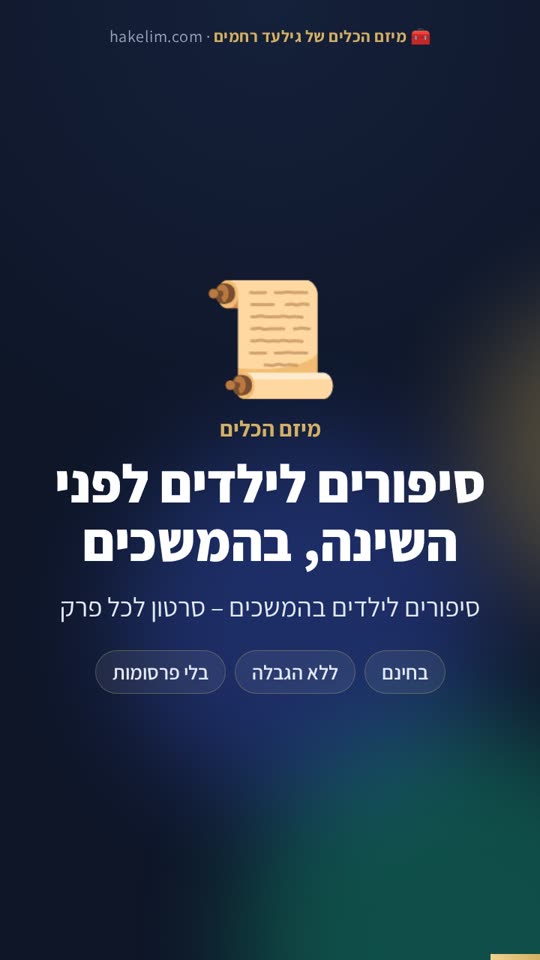 🧰 מיזם הכלים של גילעד רחמים · hakelim.com
מיזם הכלים
סיפורים לילדים לפני
השינה, בהמשכים
סיפורים לילדים בהמשכים – סרטון לכל פרק
בחינם
ללא הגבלה
בלי פרסומות